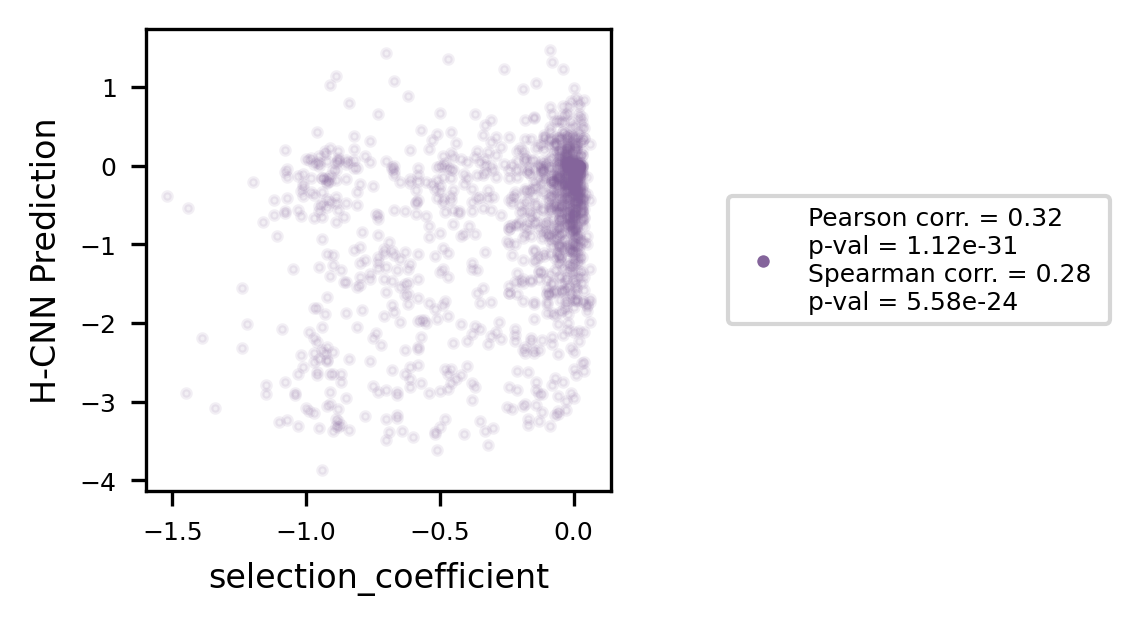 1
0
−1
−2
−3
−4
H-CNN Prediction
−1.5
−1.0
−0.5
0.0
selection_coefficient
Pearson corr. = 0.32
p-val = 1.12e-31
Spearman corr. = 0.28
p-val = 5.58e-24